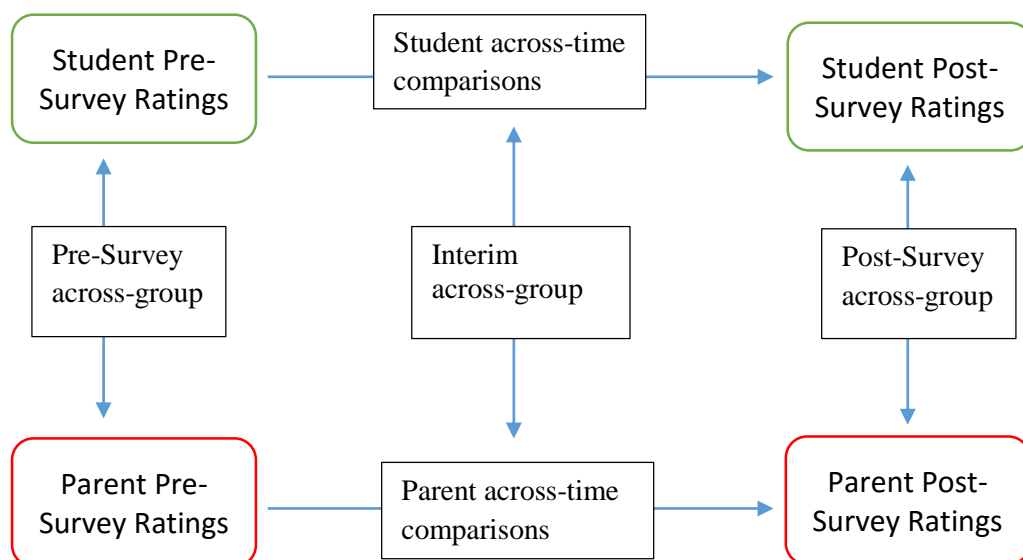 Student Pre-
Survey Ratings
Student across-time
comparisons
Student Post-
Survey Ratings
Pre-Survey
across-group
Interim
across-group
Post-Survey
across-group
Parent Pre-
Survey Ratings
Parent across-time
comparisons
Parent Post-
Survey Ratings